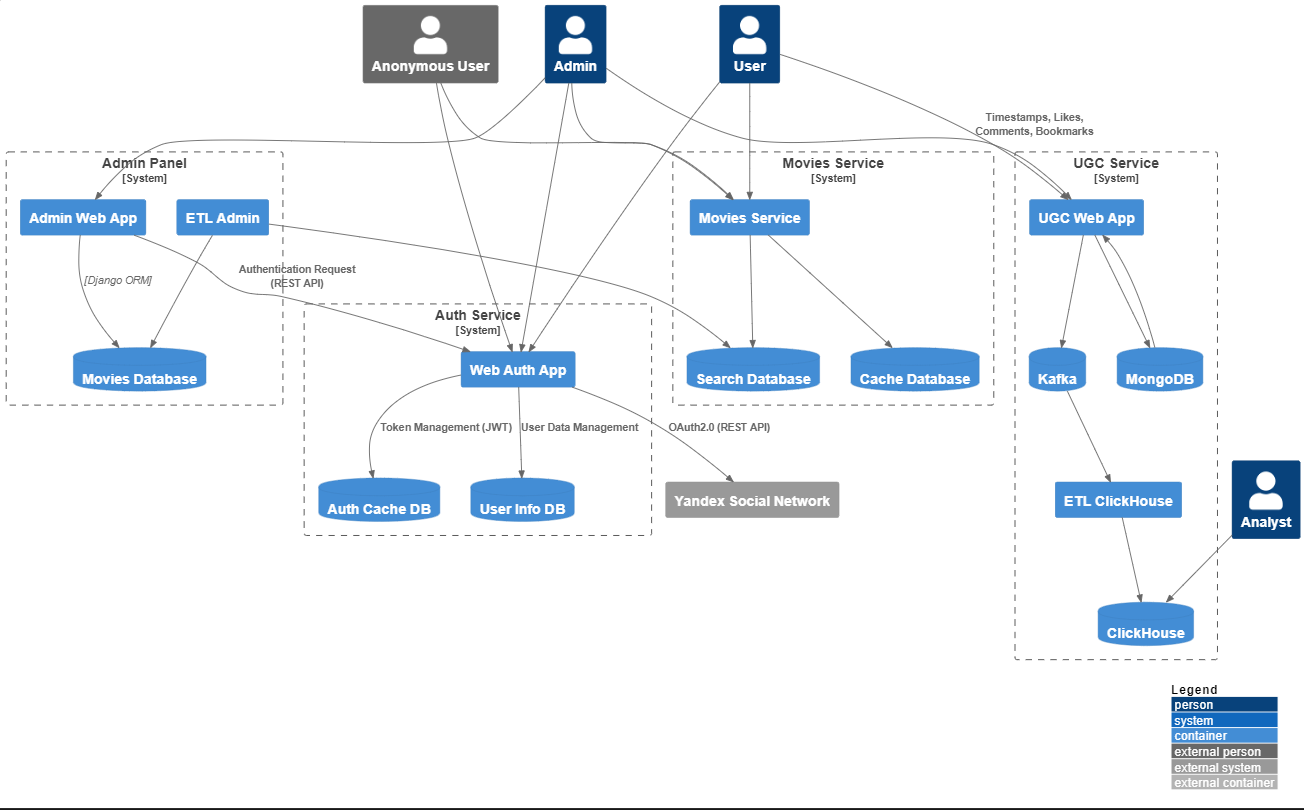 Anonymous User
Admin
User
Timestamps, Likes,
Comments, Bookmarks
Admin Panel
[System]
Movies Service
[System]
UGC Service
[System]
Admin Web App
ETL Admin
Movies Service
UGC Web App
Authentication Request
(REST API)
[Django ORM]
Auth Service
[System]
Movies Database
Web Auth App
Search Database
Cache Database
Kafka
MongoDB
Token Management (JWT)
User Data Management
OAuth2.0 (REST API)
Auth Cache DB
User Info DB
Yandex Social Network
ETL ClickHouse
Analyst
ClickHouse
Legend
person
system
container
external person
external system
external container